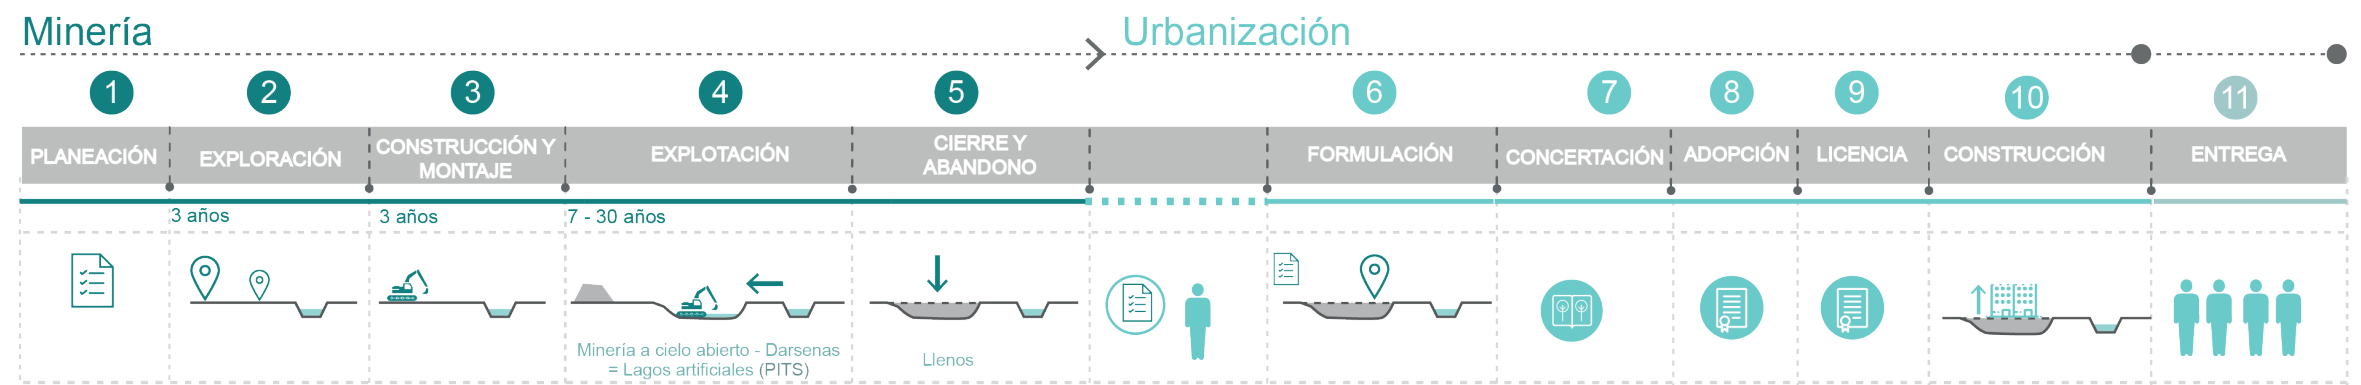 Minería
Urbanización
1
2
3
4
5
6
7
8
9
10
11
PLANEACIÓN
EXPLORACIÓN
CONSTRUCCIÓN Y
MONTAJE
EXPLOTACIÓN
CIERRE Y
ABANDONO
FORMULACIÓN
CONCERTACIÓN
ADOPCIÓN
LICENCIA
CONSTRUCCIÓN
ENTREGA
3 años
3 años
7 - 30 años
Minería a cielo abierto - Darsenas
= Lagos artificiales (PITS)
Llenos